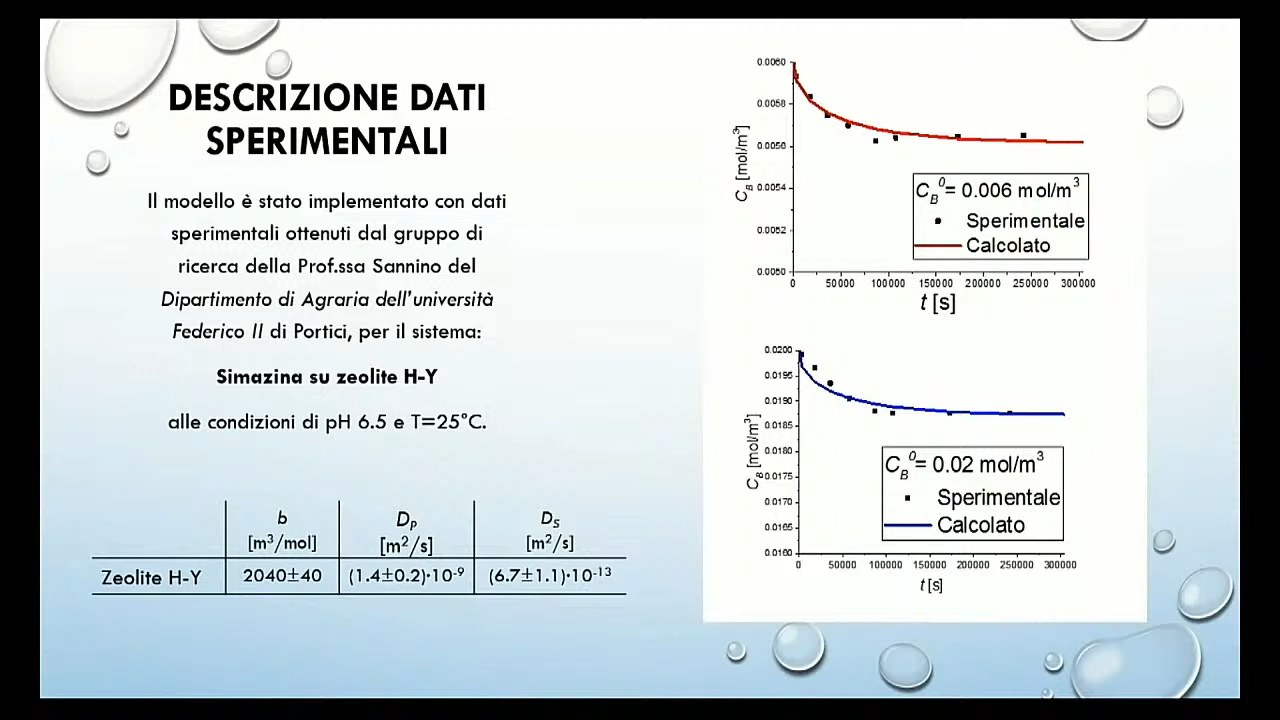 DESCRIZIONE DATI
SPERIMENTALI
Il modello è stato implementato con dati
sperimentali ottenuti dal gruppo di
ricerca della Prof.ssa Sannino del
Dipartimento di Agraria dell'università
Federico II di Portici, per il sistema:
Simazina su zeolite H-Y
alle condizioni di pH 6.5 e T=25°C.
b D_P D_S
[m³/mol] [m²/s] [m²/s]
Zeolite H-Y 2040±40 (1.4±0.2)·10⁻⁹ (6.7±1.1)·10⁻¹³
C_B [mol/m³]
0.0060
0.0058
0.0056
0.0054
0.0052
0.0050
C_B⁰= 0.006 mol/m³
Sperimentale
Calcolato
0 50000 100000 150000 200000 250000 300000
t [s]
C_B [mol/m³]
0.0200
0.0195
0.0190
0.0185
0.0180
0.0175
0.0170
0.0165
0.0160
C_B⁰= 0.02 mol/m³
Sperimentale
Calcolato
0 50000 100000 150000 200000 250000 300000
t [s]